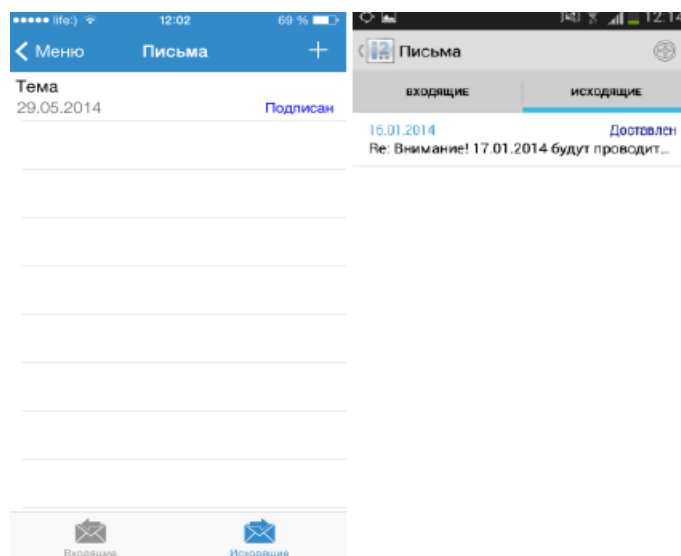 life:) 12:02 69 %
Меню Письма +
Тема
29.05.2014 Подписан
Входящие Исходящие
12:14
i2 Письма
ВХОДЯЩИЕ ИСХОДЯЩИЕ
16.01.2014 Доставлен
Re: Внимание! 17.01.2014 будут проводит...